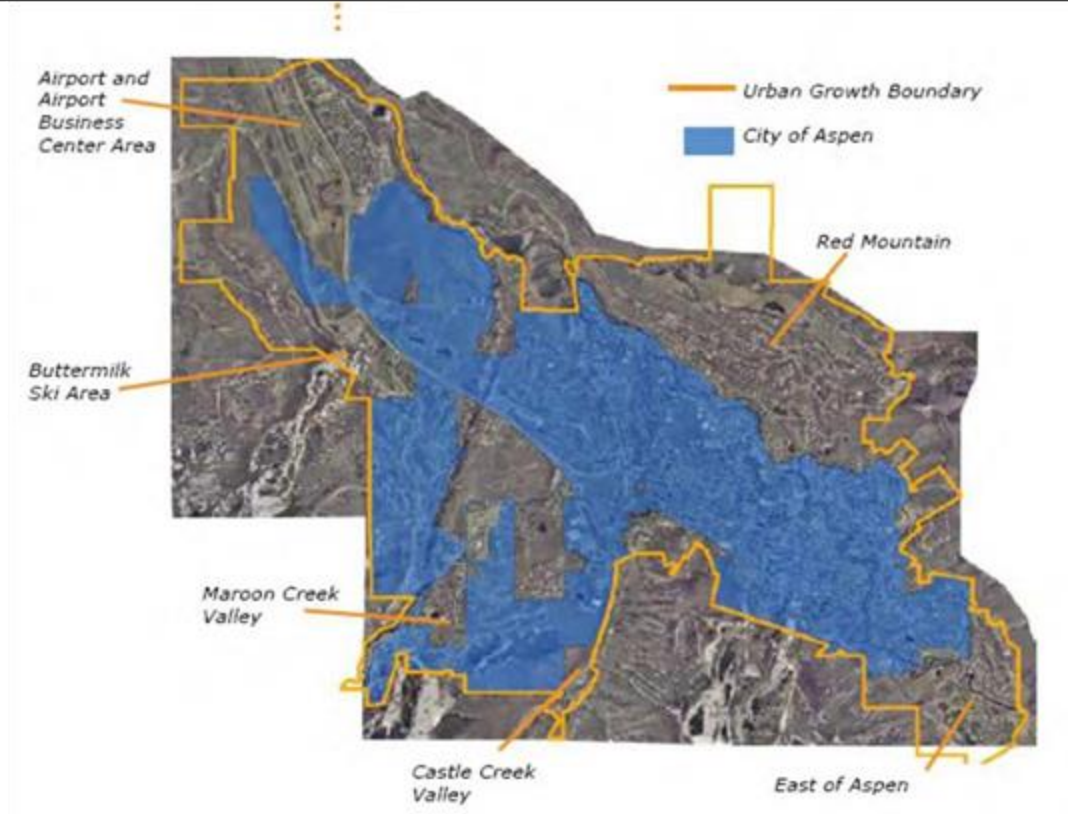 Airport and
Airport
Business
Center Area
Urban Growth Boundary
City of Aspen
Red Mountain
Buttermilk
Ski Area
Maroon Creek
Valley
Castle Creek
Valley
East of Aspen